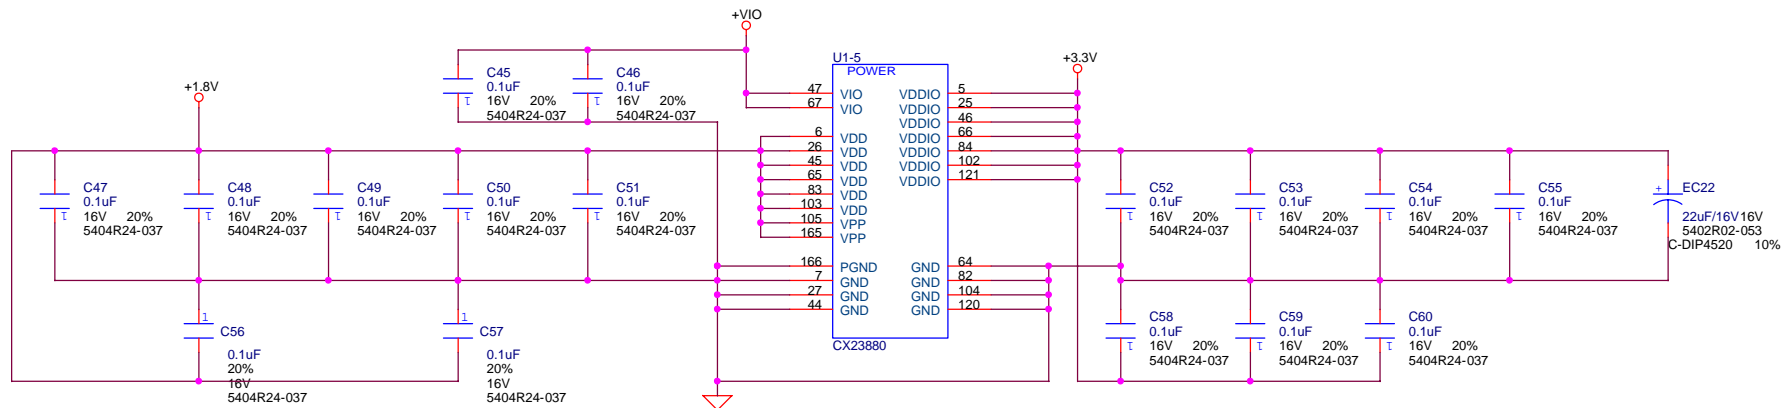 +VIO
U1-5
POWER
+3.3V
+1.8V
C45
0.1uF
16V 20%
5404R24-037
C46
0.1uF
16V 20%
5404R24-037
47 VIO
67 VIO
6 VDD
26 VDD
45 VDD
65 VDD
83 VDD
103 VDD
105 VPP
165 VPP
166 PGND
7 GND
27 GND
44 GND
VDDIO 5
VDDIO 25
VDDIO 46
VDDIO 66
VDDIO 84
VDDIO 102
VDDIO 121
GND 64
GND 82
GND 104
GND 120
CX23880
C47
0.1uF
16V 20%
5404R24-037
C48
0.1uF
16V 20%
5404R24-037
C49
0.1uF
16V 20%
5404R24-037
C50
0.1uF
16V 20%
5404R24-037
C51
0.1uF
16V 20%
5404R24-037
C52
0.1uF
16V 20%
5404R24-037
C53
0.1uF
16V 20%
5404R24-037
C54
0.1uF
16V 20%
5404R24-037
C55
0.1uF
16V 20%
5404R24-037
+ EC22
22uF/16V 16V
5402R02-053
C-DIP4520 10%
1 C56
0.1uF
20%
16V
5404R24-037
1 C57
0.1uF
20%
16V
5404R24-037
C58
0.1uF
16V 20%
5404R24-037
C59
0.1uF
16V 20%
5404R24-037
C60
0.1uF
16V 20%
5404R24-037